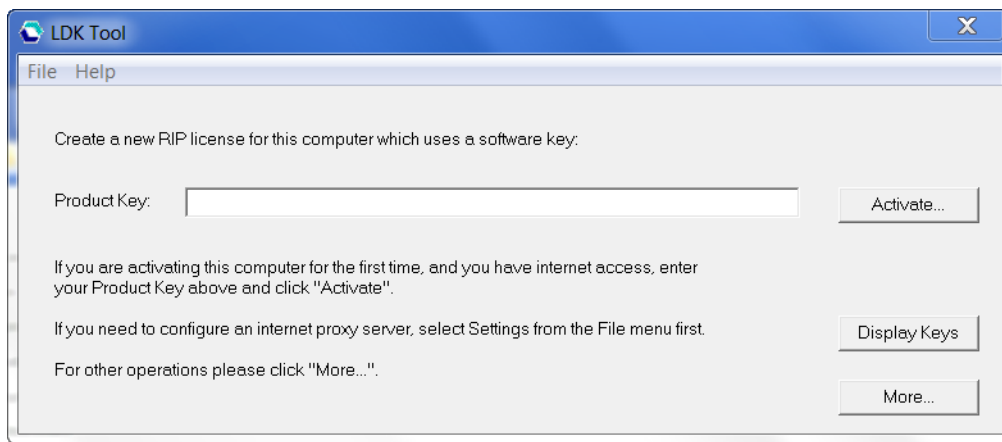 LDK Tool
X
File Help
Create a new RIP license for this computer which uses a software key:
Product Key:
Activate...
If you are activating this computer for the first time, and you have internet access, enter
your Product Key above and click "Activate".
If you need to configure an internet proxy server, select Settings from the File menu first.
Display Keys
For other operations please click "More...".
More...